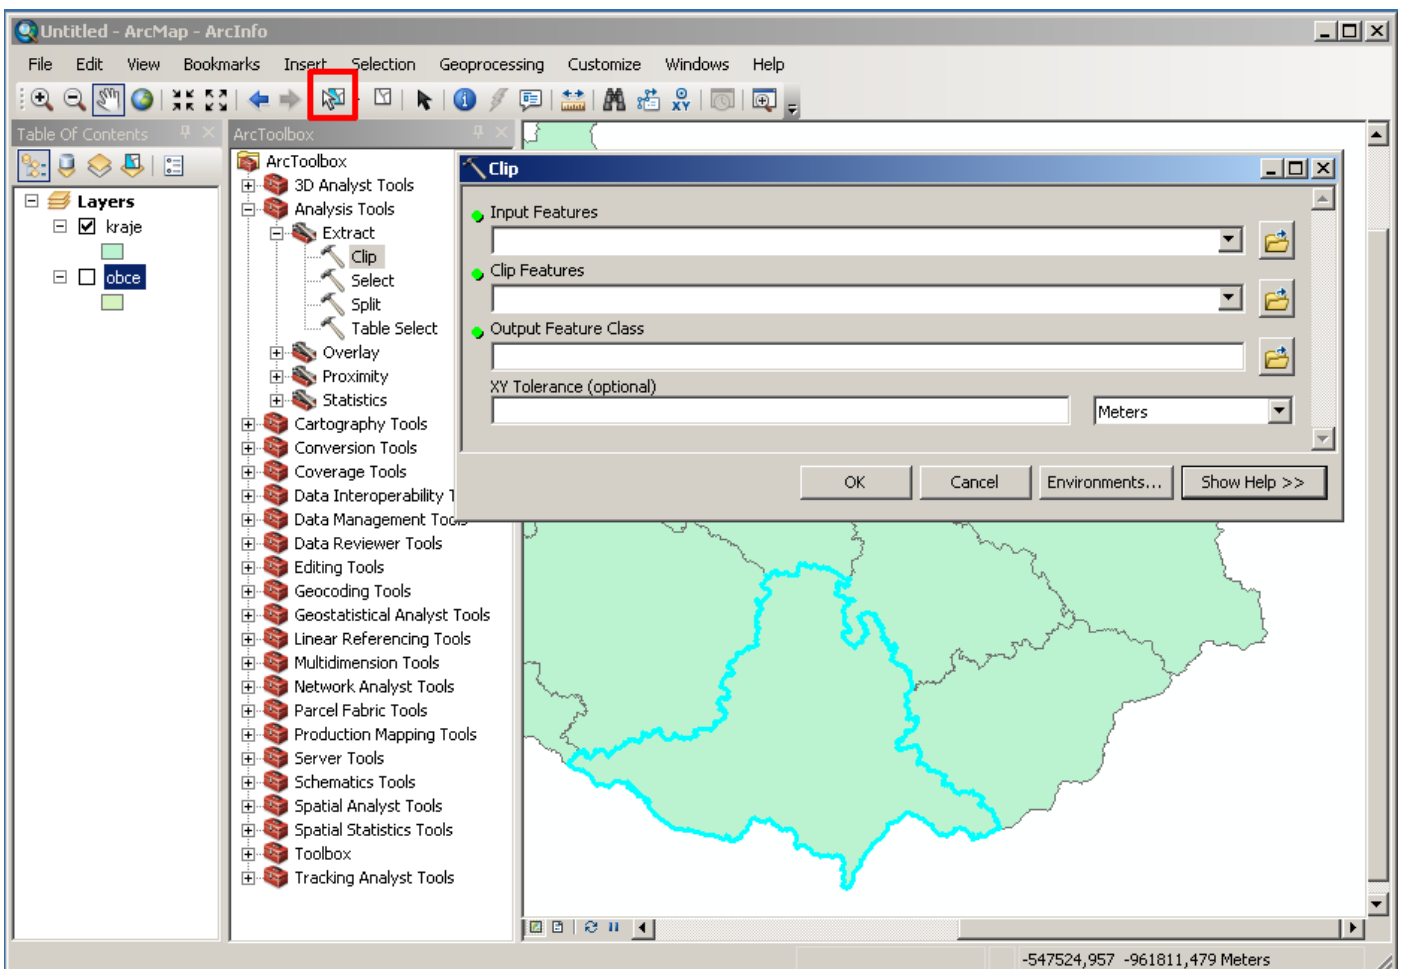 Untitled - ArcMap - ArcInfo
File Edit View Bookmarks Insert Selection Geoprocessing Customize Windows Help
XY
Table Of Contents
Layers
kraje
obce
ArcToolbox
ArcToolbox
3D Analyst Tools
Analysis Tools
Extract
Clip
Select
Split
Table Select
Overlay
Proximity
Statistics
Cartography Tools
Conversion Tools
Coverage Tools
Data Interoperability T
Data Management Tools
Data Reviewer Tools
Editing Tools
Geocoding Tools
Geostatistical Analyst Tools
Linear Referencing Tools
Multidimension Tools
Network Analyst Tools
Parcel Fabric Tools
Production Mapping Tools
Server Tools
Schematics Tools
Spatial Analyst Tools
Spatial Statistics Tools
Toolbox
Tracking Analyst Tools
Clip
Input Features
Clip Features
Output Feature Class
XY Tolerance (optional)
Meters
OK Cancel Environments... Show Help >>
-547524,957 -961811,479 Meters